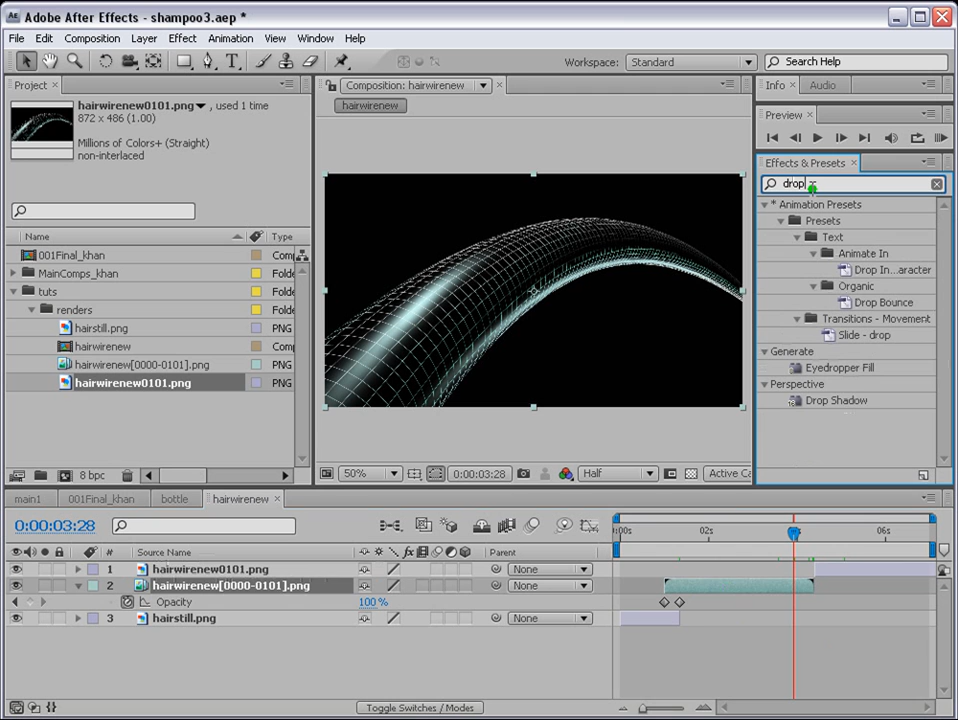 Adobe After Effects - shampoo3.aep *
File Edit Composition Layer Effect Animation View Window Help
Workspace: Standard Search Help
Project
hairwirenew0101.png , used 1 time
872 x 486 (1.00)
Millions of Colors+ (Straight)
non-interlaced
Name Type
001Final_khan Comp
MainComps_khan Folde
tuts Folde
renders Folde
hairstill.png PNG
hairwirenew Comp
hairwirenew[0000-0101].png PNG
hairwirenew0101.png PNG
8 bpc
Composition: hairwirenew
hairwirenew
50% 0:00:03:28 Half Active Ca
Info Audio
Preview
Effects & Presets
drop
* Animation Presets
Presets
Text
Animate In
Drop In...aracter
Organic
Drop Bounce
Transitions - Movement
Slide - drop
Generate
Eyedropper Fill
Perspective
Drop Shadow
main1 001Final_khan bottle hairwirenew
0:00:03:28
:00s 02s 06s
# Source Name Parent
1 hairwirenew0101.png None
2 hairwirenew[0000-0101].png None
Opacity 100 %
3 hairstill.png None
Toggle Switches / Modes